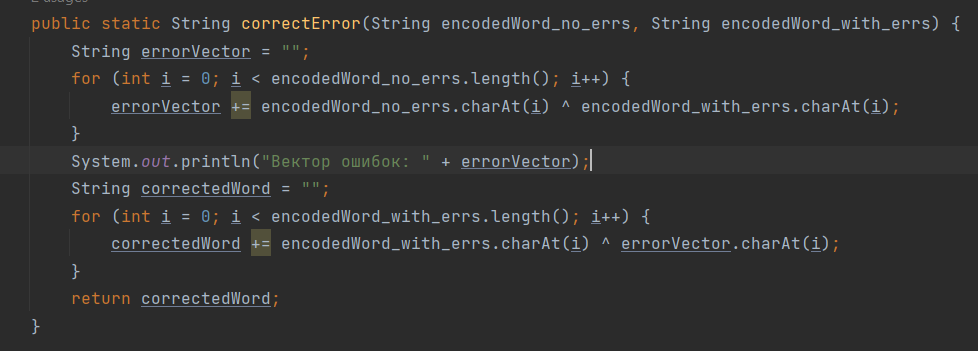 2 usages
public static String correctError(String encodedWord_no_errs, String encodedWord_with_errs) {
String errorVector = "";
for (int i = 0; i < encodedWord_no_errs.length(); i++) {
errorVector += encodedWord_no_errs.charAt(i) ^ encodedWord_with_errs.charAt(i);
}
System.out.println("Вектор ошибок: " + errorVector);
String correctedWord = "";
for (int i = 0; i < encodedWord_with_errs.length(); i++) {
correctedWord += encodedWord_with_errs.charAt(i) ^ errorVector.charAt(i);
}
return correctedWord;
}